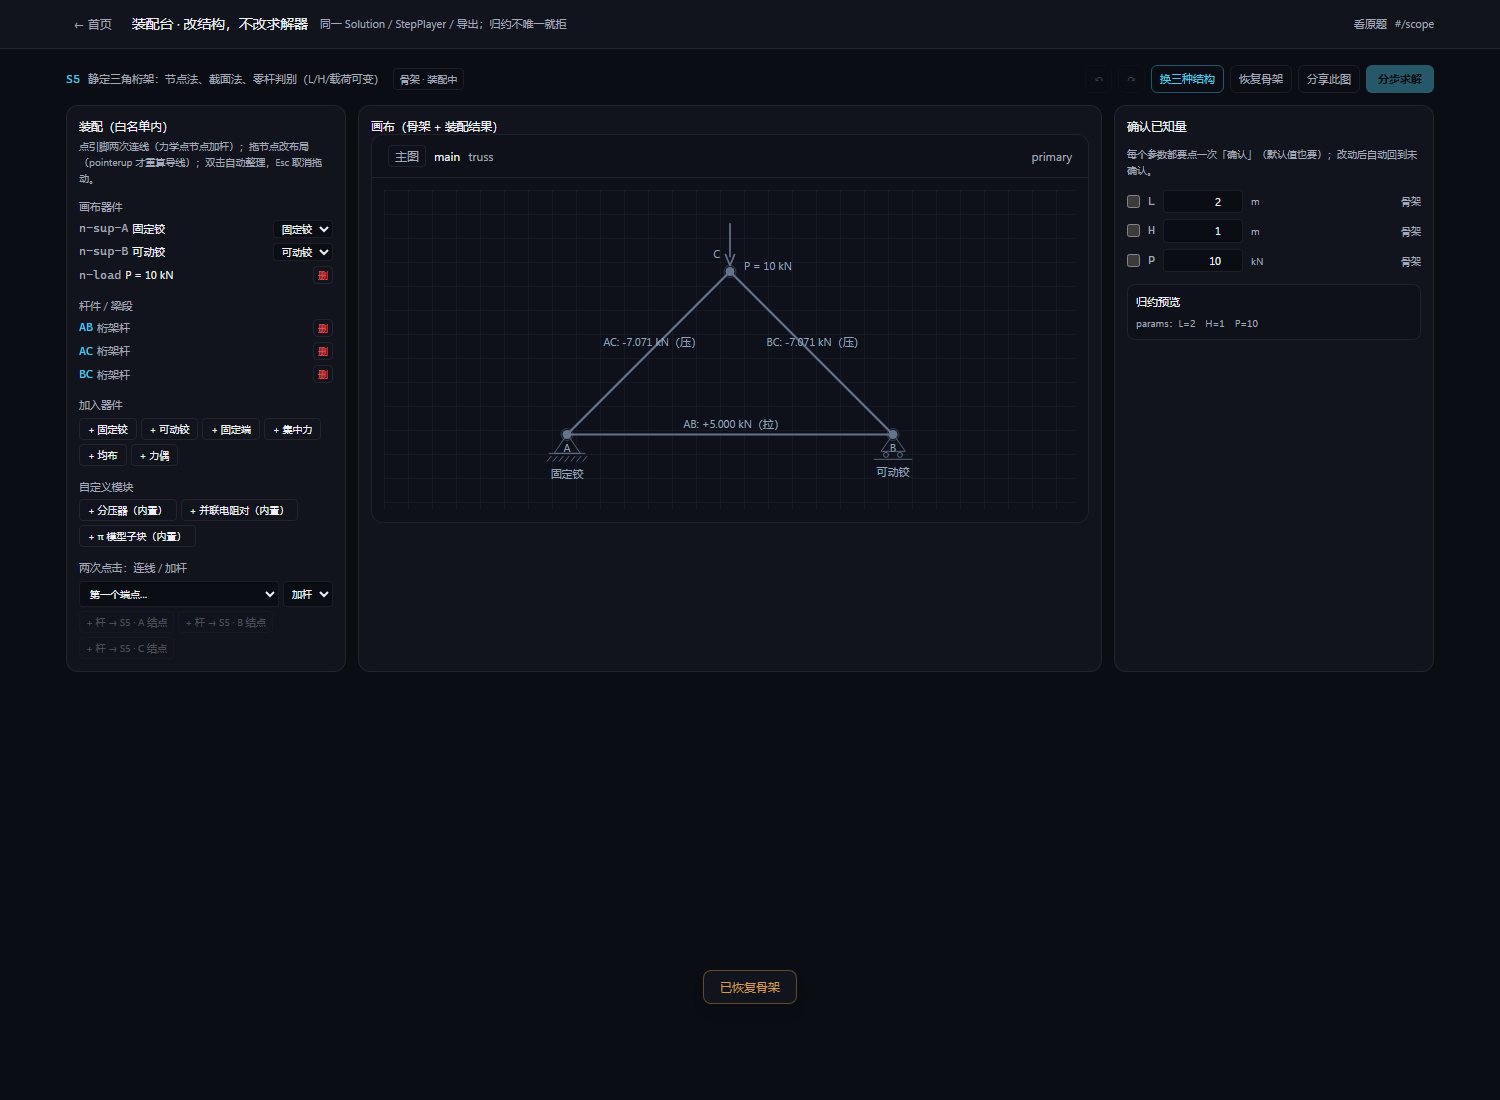 ← 首页 装配台 · 改结构，不改求解器 同一 Solution / StepPlayer / 导出；归约不唯一就拒 看原题 #/scope
S5 静定三角桁架：节点法、截面法、零杆判别（L/H/载荷可变） 骨架 · 装配中 ↶ ↷ 换三种结构 恢复骨架 分享此图 分步求解
装配（白名单内）
点引脚两次连线（力学点节点加杆）；拖节点改布局
（pointerup 才重算导线）；双击自动整理，Esc 取消拖
动。
画布器件
n-sup-A 固定铰 固定铰
n-sup-B 可动铰 可动铰
n-load P = 10 kN 删
杆件 / 梁段
AB 桁架杆 删
AC 桁架杆 删
BC 桁架杆 删
加入器件
+ 固定铰 + 可动铰 + 固定端 + 集中力
+ 均布 + 力偶
自定义模块
+ 分压器（内置） + 并联电阻对（内置）
+ π 模型子块（内置）
两次点击：连线 / 加杆
第一个端点... 加杆
+ 杆 → S5 · A 结点 + 杆 → S5 · B 结点
+ 杆 → S5 · C 结点
画布（骨架 + 装配结果）
主图 main truss primary
C
P = 10 kN
AC: -7.071 kN（压） BC: -7.071 kN（压）
AB: +5.000 kN（拉）
A B
固定铰 可动铰
确认已知量
每个参数都要点一次「确认」（默认值也要）；改动后自动回到未
确认。
L 2 m 骨架
H 1 m 骨架
P 10 kN 骨架
归约预览
params: L=2 H=1 P=10
已恢复骨架